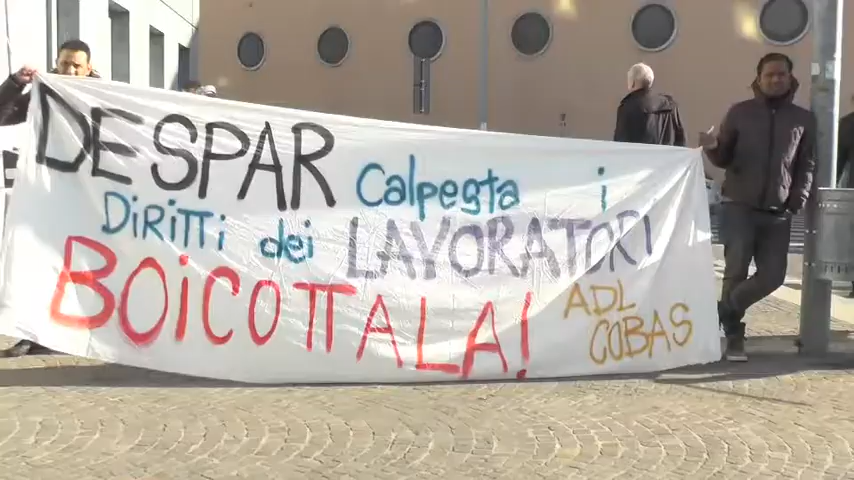 DESPAR Calpesta i
Diritti dei LAVORATORI
BOICOTTALA!
ADL
COBAS